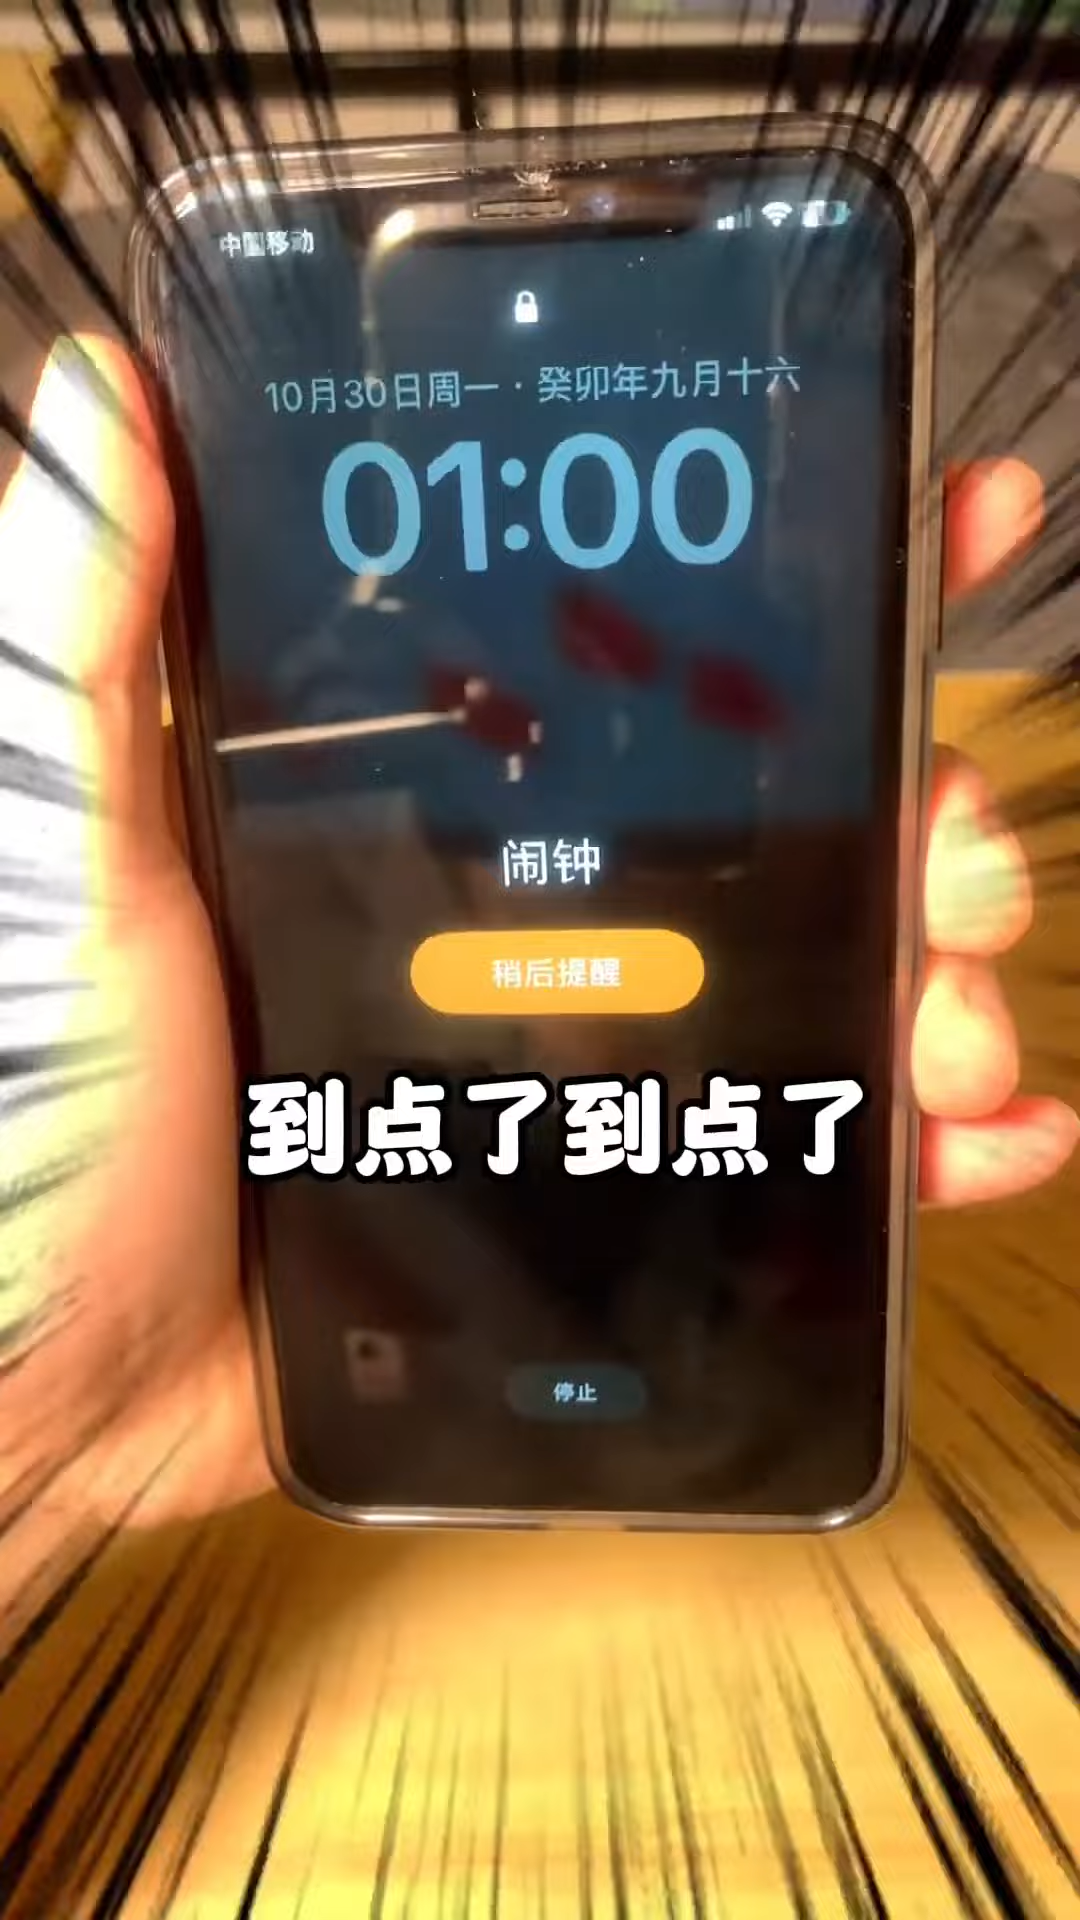 中国移动
10月30日周一 · 癸卯年九月十六
01:00
闹钟
稍后提醒
到点了到点了
停止